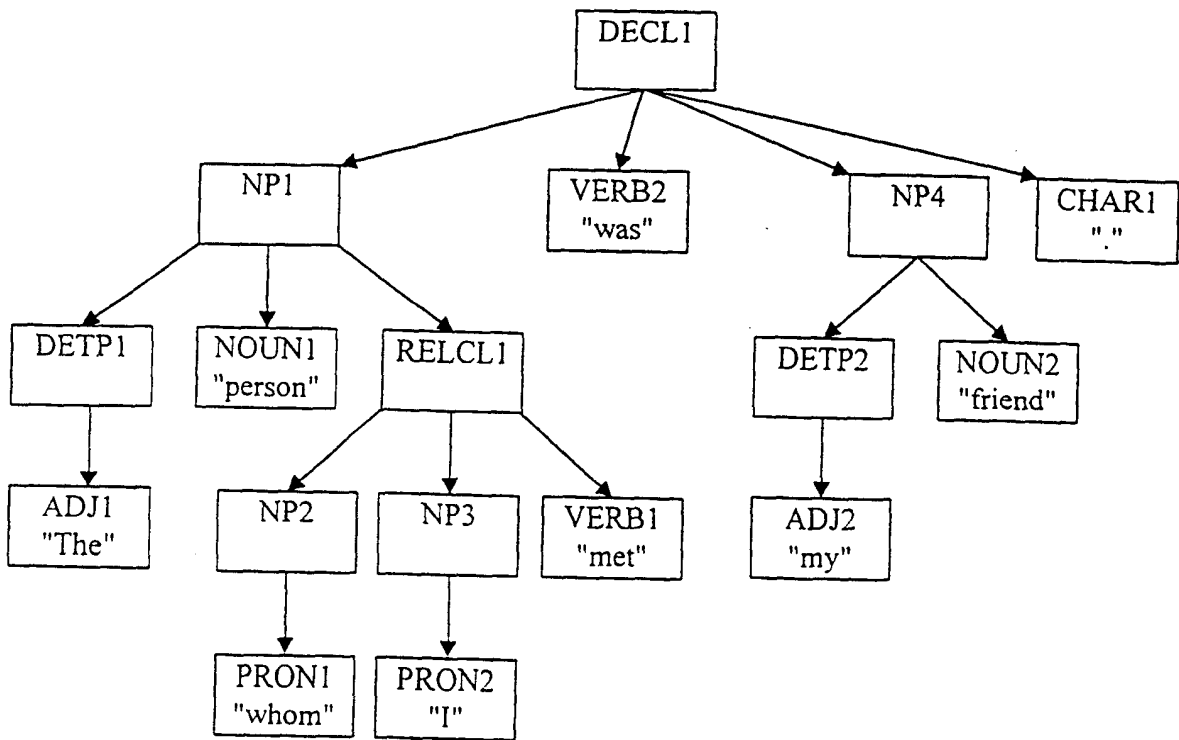 DECL1
NP1
VERB2
"was"
NP4
CHAR1
"."
DETP1
NOUN1
"person"
RELCL1
DETP2
NOUN2
"friend"
ADJ1
"The"
NP2
NP3
VERB1
"met"
ADJ2
"my"
PRON1
"whom"
PRON2
"I"